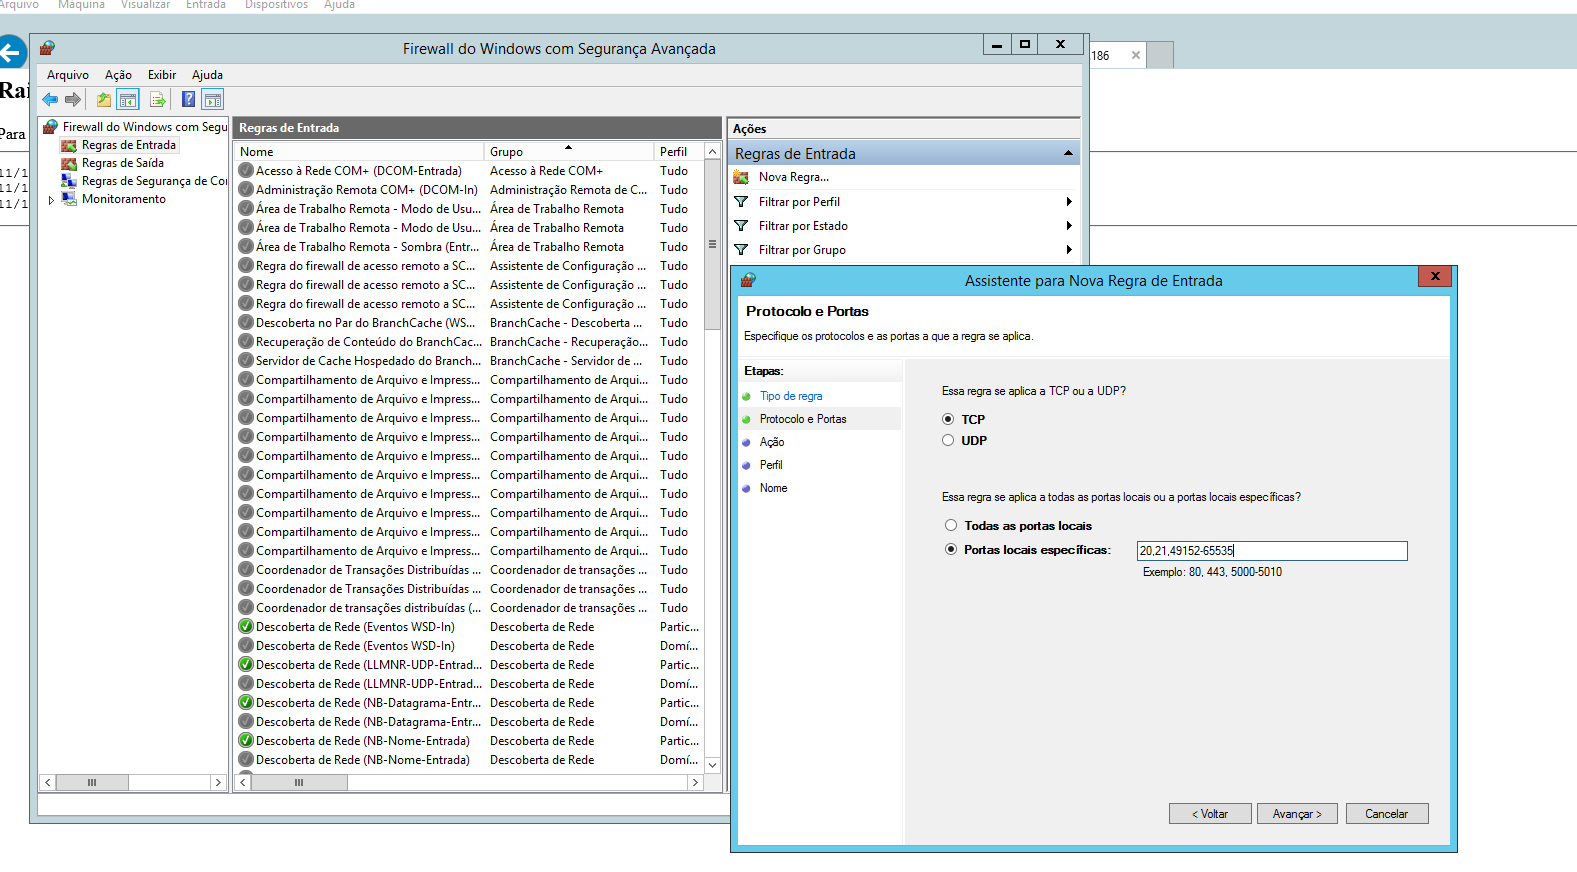 Arquivo Máquina Visualizar Entrada Dispositivos Ajuda
Firewall do Windows com Segurança Avançada
186
Arquivo Ação Exibir Ajuda
Rai
Para
11/1
11/1
11/1
Firewall do Windows com Segu
Regras de Entrada
Regras de Saída
Regras de Segurança de Co
Monitoramento
Regras de Entrada
Nome Grupo Perfil
Acesso à Rede COM+ (DCOM-Entrada) Acesso à Rede COM+ Tudo
Administração Remota COM+ (DCOM-In) Administração Remota de C... Tudo
Área de Trabalho Remota - Modo de Usu... Área de Trabalho Remota Tudo
Área de Trabalho Remota - Modo de Usu... Área de Trabalho Remota Tudo
Área de Trabalho Remota - Sombra (Entr... Área de Trabalho Remota Tudo
Regra do firewall de acesso remoto a SC... Assistente de Configuração ... Tudo
Regra do firewall de acesso remoto a SC... Assistente de Configuração ... Tudo
Regra do firewall de acesso remoto a SC... Assistente de Configuração ... Tudo
Descoberta no Par do BranchCache (WS... BranchCache - Descoberta ... Tudo
Recuperação de Conteúdo do BranchCac... BranchCache - Recuperação... Tudo
Servidor de Cache Hospedado do Branch... BranchCache - Servidor de ... Tudo
Compartilhamento de Arquivo e Impress... Compartilhamento de Arqui... Tudo
Compartilhamento de Arquivo e Impress... Compartilhamento de Arqui... Tudo
Compartilhamento de Arquivo e Impress... Compartilhamento de Arqui... Tudo
Compartilhamento de Arquivo e Impress... Compartilhamento de Arqui... Tudo
Compartilhamento de Arquivo e Impress... Compartilhamento de Arqui... Tudo
Compartilhamento de Arquivo e Impress... Compartilhamento de Arqui... Tudo
Compartilhamento de Arquivo e Impress... Compartilhamento de Arqui... Tudo
Compartilhamento de Arquivo e Impress... Compartilhamento de Arqui... Tudo
Compartilhamento de Arquivo e Impress... Compartilhamento de Arqui... Tudo
Compartilhamento de Arquivo e Impress... Compartilhamento de Arqui... Tudo
Coordenador de Transações Distribuídas ... Coordenador de transações ... Tudo
Coordenador de Transações Distribuídas ... Coordenador de transações ... Tudo
Coordenador de transações distribuídas (... Coordenador de transações ... Tudo
Descoberta de Rede (Eventos WSD-In) Descoberta de Rede Partic...
Descoberta de Rede (Eventos WSD-In) Descoberta de Rede Domí...
Descoberta de Rede (LLMNR-UDP-Entrad... Descoberta de Rede Partic...
Descoberta de Rede (LLMNR-UDP-Entrad... Descoberta de Rede Domí...
Descoberta de Rede (NB-Datagrama-Entr... Descoberta de Rede Partic...
Descoberta de Rede (NB-Datagrama-Entr... Descoberta de Rede Domí...
Descoberta de Rede (NB-Nome-Entrada) Descoberta de Rede Partic...
Descoberta de Rede (NB-Nome-Entrada) Descoberta de Rede Domí...
Ações
Regras de Entrada
Nova Regra...
Filtrar por Perfil
Filtrar por Estado
Filtrar por Grupo
Assistente para Nova Regra de Entrada
Protocolo e Portas
Especifique os protocolos e as portas a que a regra se aplica.
Etapas:
Tipo de regra
Protocolo e Portas
Ação
Perfil
Nome
Essa regra se aplica a TCP ou a UDP?
TCP
UDP
Essa regra se aplica a todas as portas locais ou a portas locais específicas?
Todas as portas locais
Portas locais específicas: 20,21,49152-65535
Exemplo: 80, 443, 5000-5010
< Voltar Avançar > Cancelar